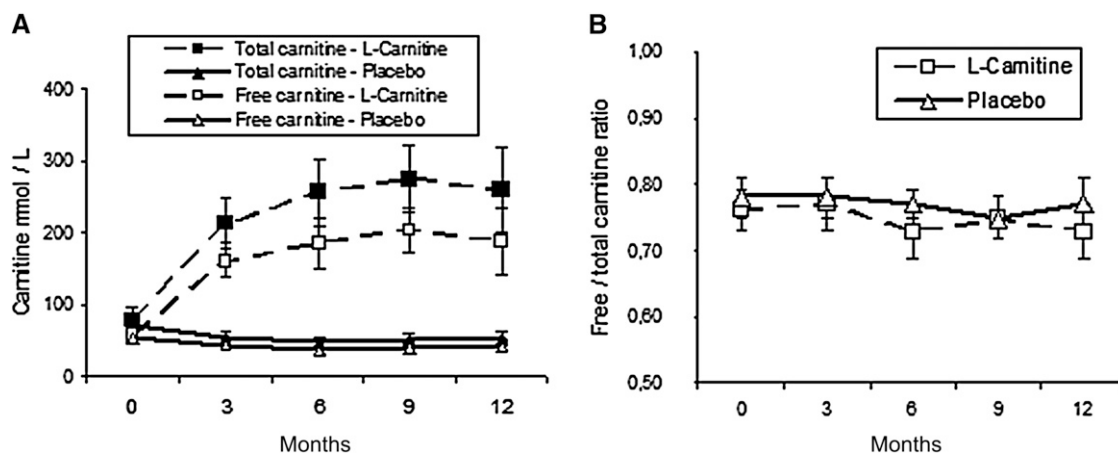 A
Total carnitine - L-Carnitine
Total carnitine - Placebo
Free carnitine - L-Carnitine
Free carnitine - Placebo
Carnitine mmol / L
400
300
200
100
0
0 3 6 9 12
Months
B
L-Carnitine
Placebo
Free / total carnitine ratio
1,00
0,90
0,80
0,70
0,60
0,50
0 3 6 9 12
Months